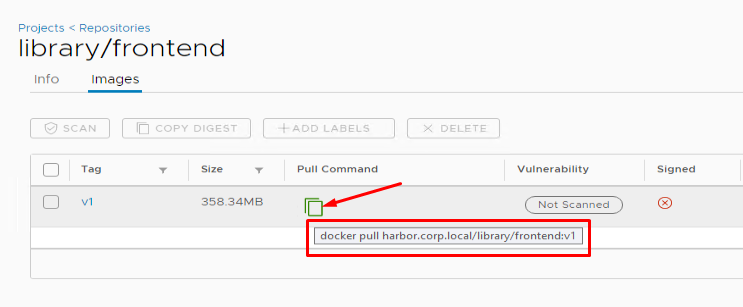 Projects < Repositories
library/frontend
Info Images
SCAN COPY DIGEST +ADD LABELS × DELETE
Tag Size Pull Command Vulnerability Signed
v1 358.34MB Not Scanned
docker pull harbor.corp.local/library/frontend:v1